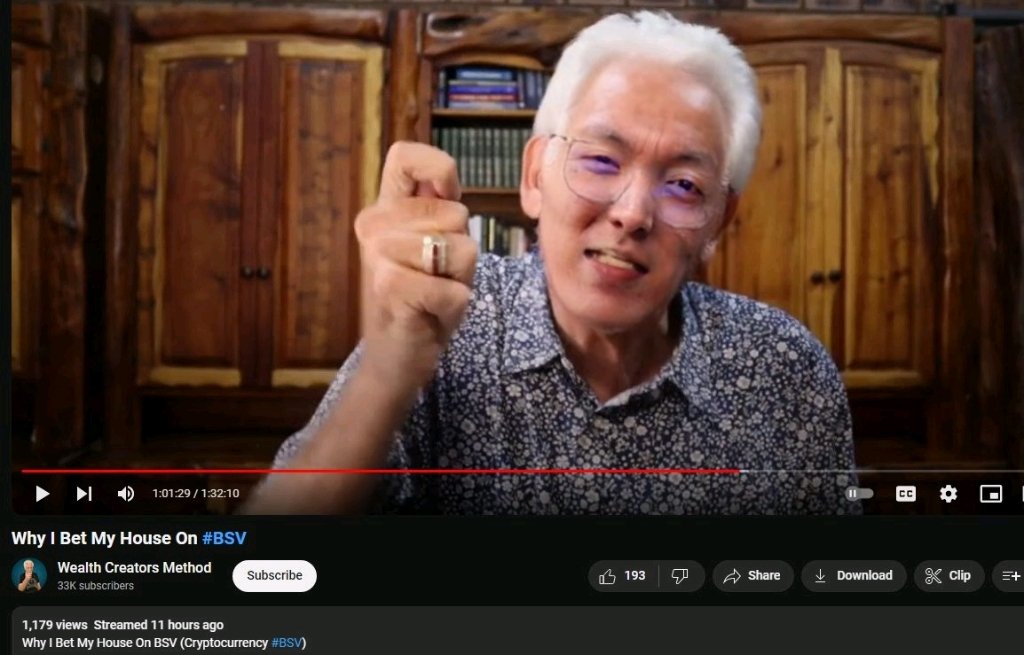 1:01:29 / 1:32:10
CC
Why I Bet My House On #BSV
Wealth Creators Method
33K subscribers
Subscribe
193
Share
Download
Clip
1,179 views Streamed 11 hours ago
Why I Bet My House On BSV (Cryptocurrency #BSV)